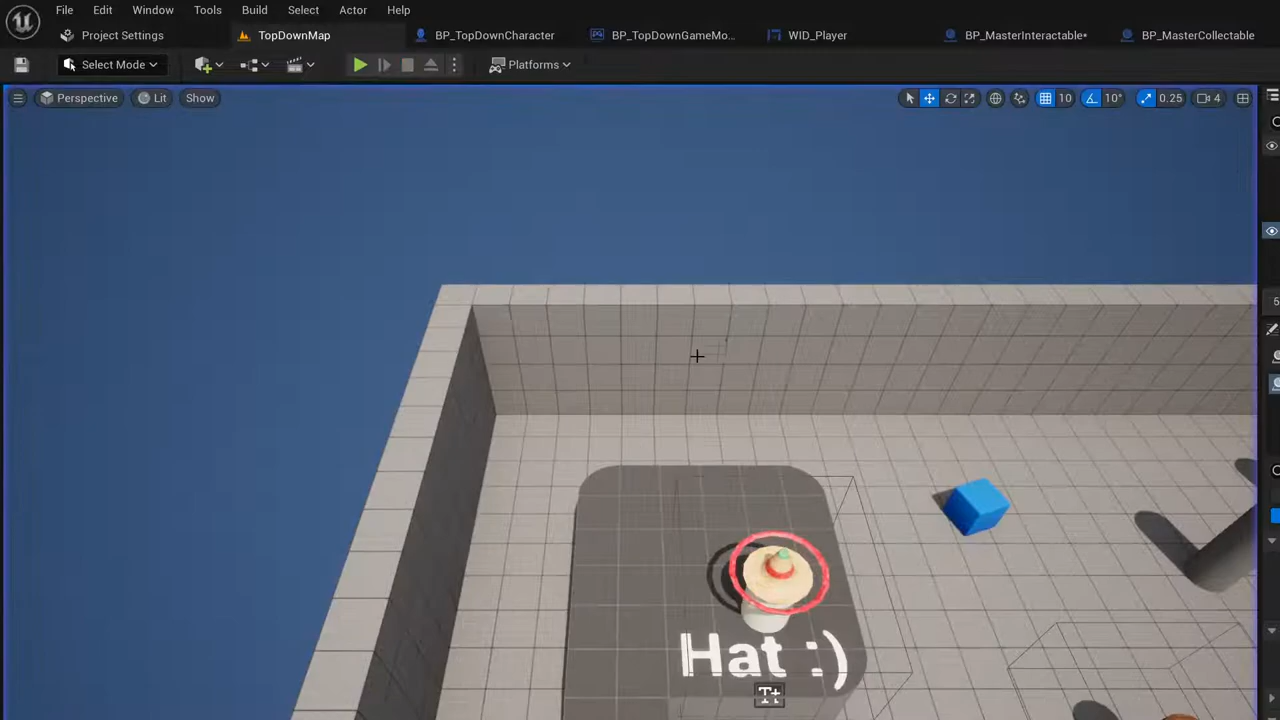 File Edit Window Tools Build Select Actor Help
Project Settings TopDownMap BP_TopDownCharacter BP_TopDownGameMo... WID_Player BP_MasterInteractable* BP_MasterCollectable
Select Mode Platforms
Perspective Lit Show 10 10° 0.25 4
Hat :)